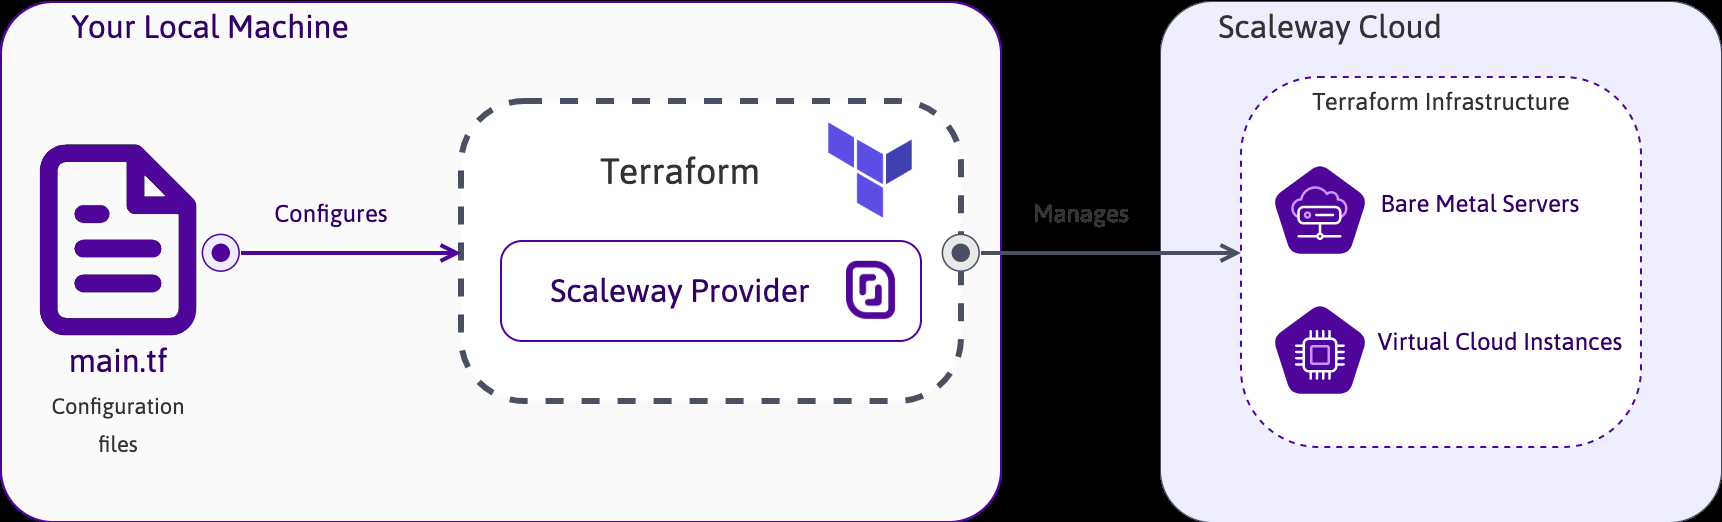 Your Local Machine
Scaleway Cloud
Terraform Infrastructure
Terraform
Configures
Manages
Bare Metal Servers
Scaleway Provider
Virtual Cloud Instances
main.tf
Configuration
files